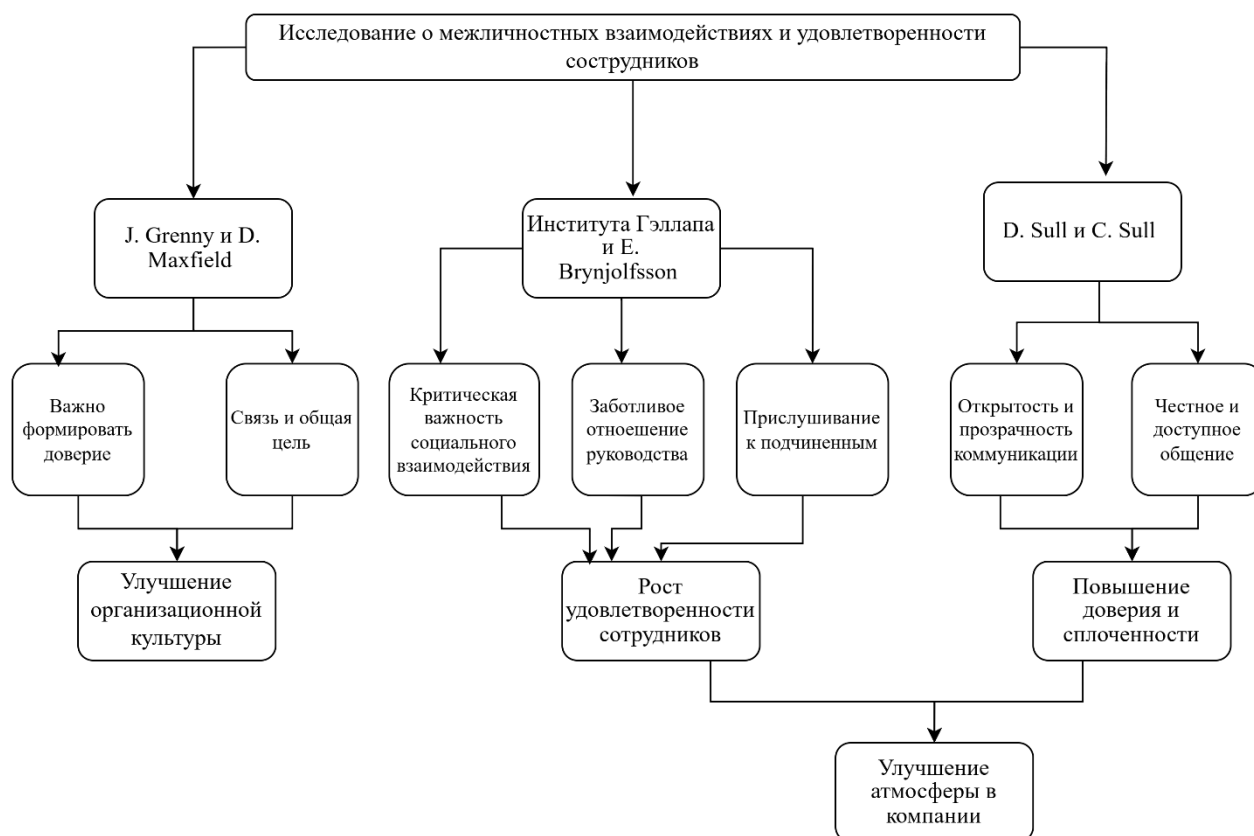 Исследование о межличностных взаимодействиях и удовлетворенности
сострудников
J. Grenny и D.
Maxfield
Института Гэллапа
и E.
Brynjolfsson
D. Sull и C. Sull
Важно
формировать
доверие
Связь и общая
цель
Критическая
важность
социального
взаимодействия
Заботливое
отноешение
руководства
Прислушивание
к подчиненным
Открытость и
прозрачность
коммуникации
Честное и
доступное
общение
Улучшение
организационной
культуры
Рост
удовлетворенности
сотрудников
Повышение
доверия и
сплоченности
Улучшение
атмосферы в
компании